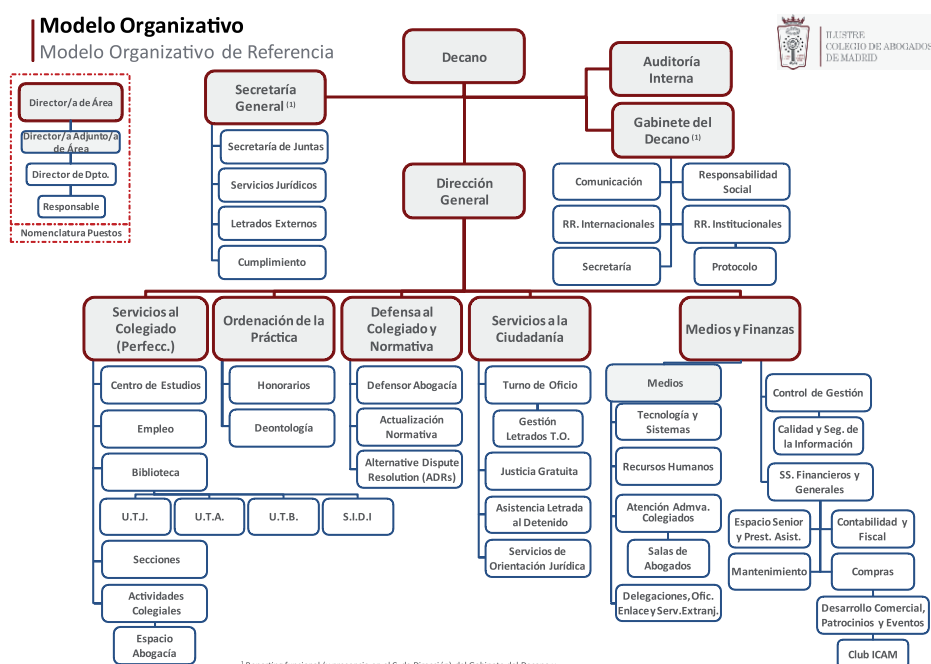 Modelo Organizativo
Modelo Organizativo de Referencia
ILUSTRE
COLEGIO DE ABOGADOS
DE MADRID
Decano
Auditoría
Interna
Secretaría
General (1)
Gabinete del
Decano (1)
Director/a de Área
Director/a Adjunto/a
de Área
Director de Dpto.
Responsable
Nomenclatura Puestos
Secretaría de Juntas
Servicios Jurídicos
Letrados Externos
Cumplimiento
Dirección
General
Comunicación
Responsabilidad
Social
RR. Internacionales
RR. Institucionales
Secretaría
Protocolo
Servicios al
Colegiado
(Perfecc.)
Ordenación de la
Práctica
Defensa al
Colegiado y
Normativa
Servicios a la
Ciudadanía
Medios y Finanzas
Centro de Estudios
Empleo
Biblioteca
U.T.J.
U.T.A.
U.T.B.
S.I.D.I
Secciones
Actividades
Colegiales
Espacio
Abogacía
Honorarios
Deontología
Defensor Abogacía
Actualización
Normativa
Alternative Dispute
Resolution (ADRs)
Turno de Oficio
Gestión
Letrados T.O.
Justicia Gratuita
Asistencia Letrada
al Detenido
Servicios de
Orientación Jurídica
Medios
Tecnología y
Sistemas
Recursos Humanos
Atención Admva.
Colegiados
Salas de
Abogados
Delegaciones, Ofic.
Enlace y Serv.Extranj.
Control de Gestión
Calidad y Seg. de
la Información
SS. Financieros y
Generales
Espacio Senior
y Prest. Asist.
Contabilidad y
Fiscal
Mantenimiento
Compras
Desarrollo Comercial,
Patrocinios y Eventos
Club ICAM